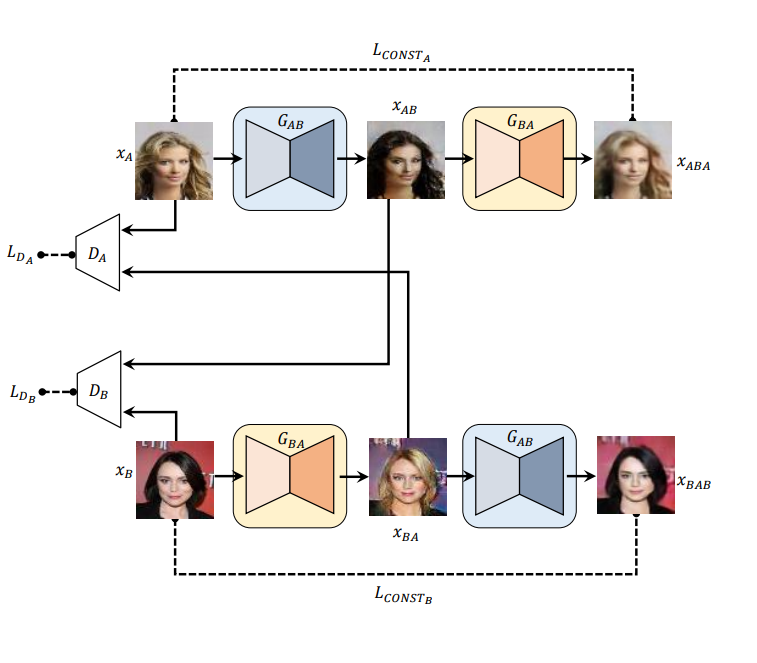 L_{CONST_A}
x_{AB}
G_{AB}
G_{BA}
x_A
x_{ABA}
D_A
L_{D_A}
D_B
L_{D_B}
G_{BA}
G_{AB}
x_B
x_{BAB}
x_{BA}
L_{CONST_B}